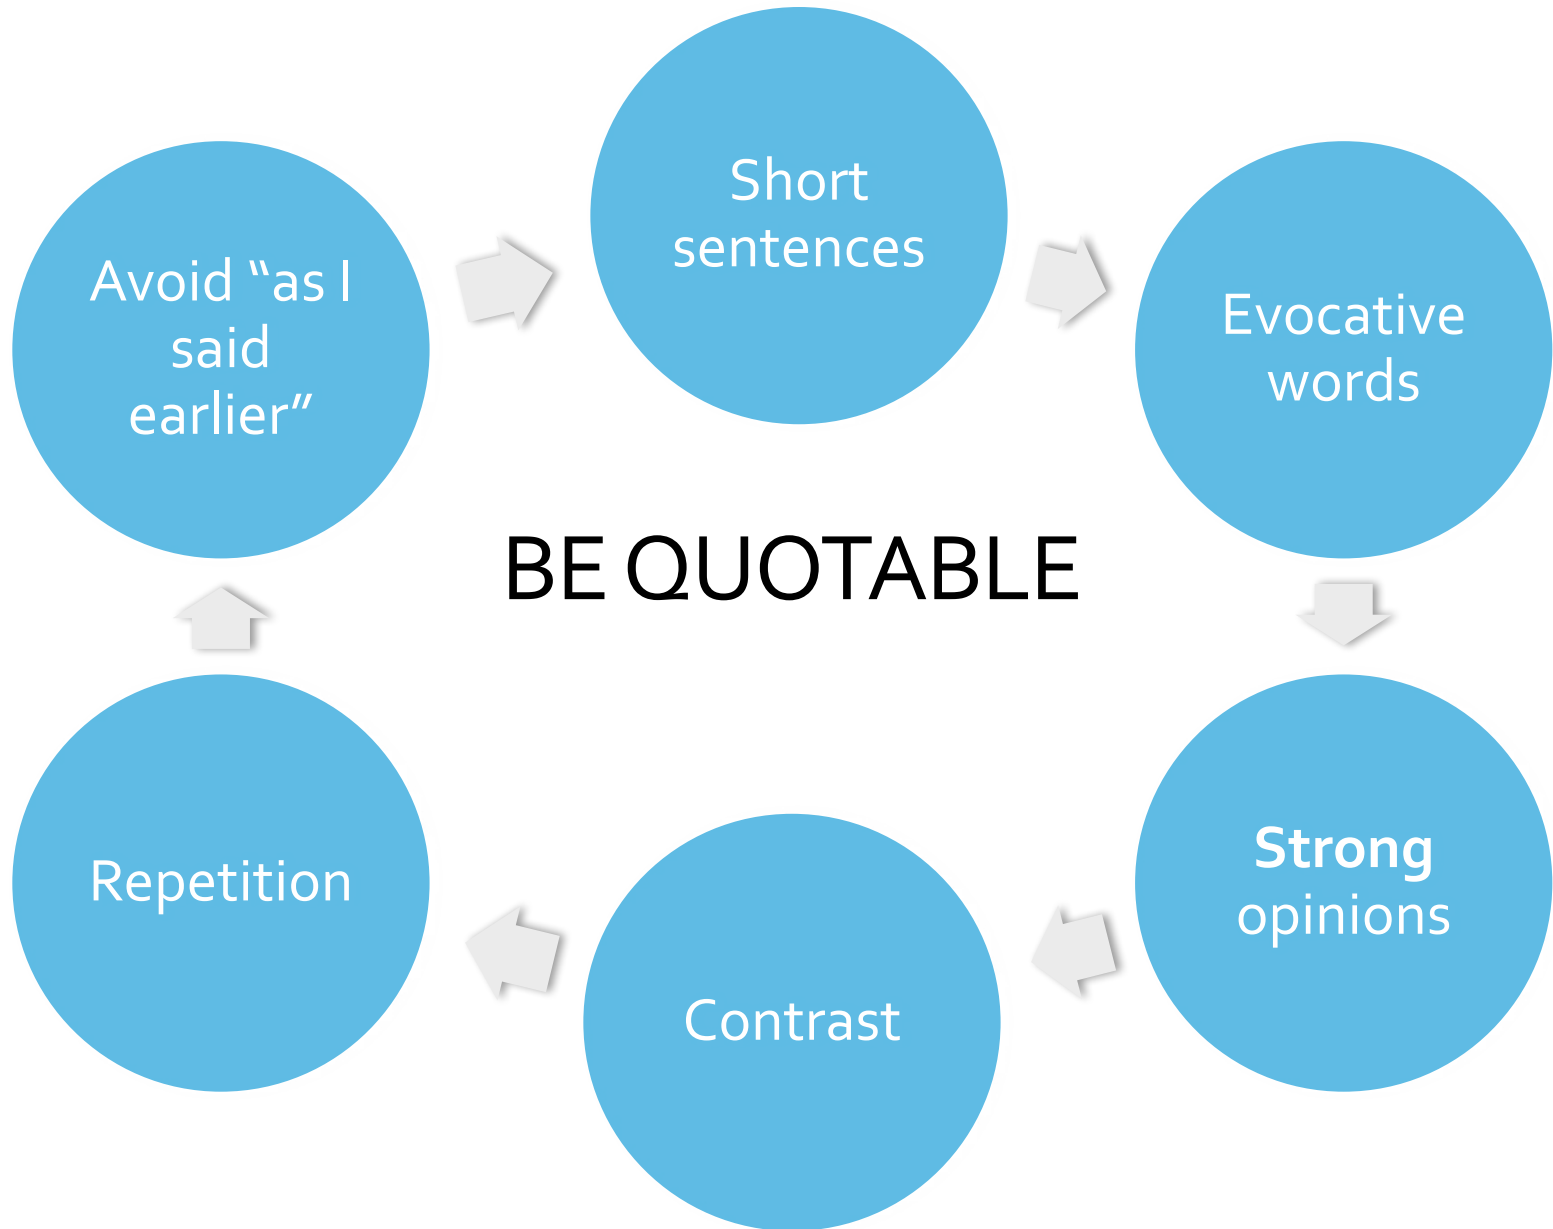 Short
sentences
Evocative
words
Strong
opinions
Contrast
Repetition
Avoid “as I
said
earlier”
BE QUOTABLE